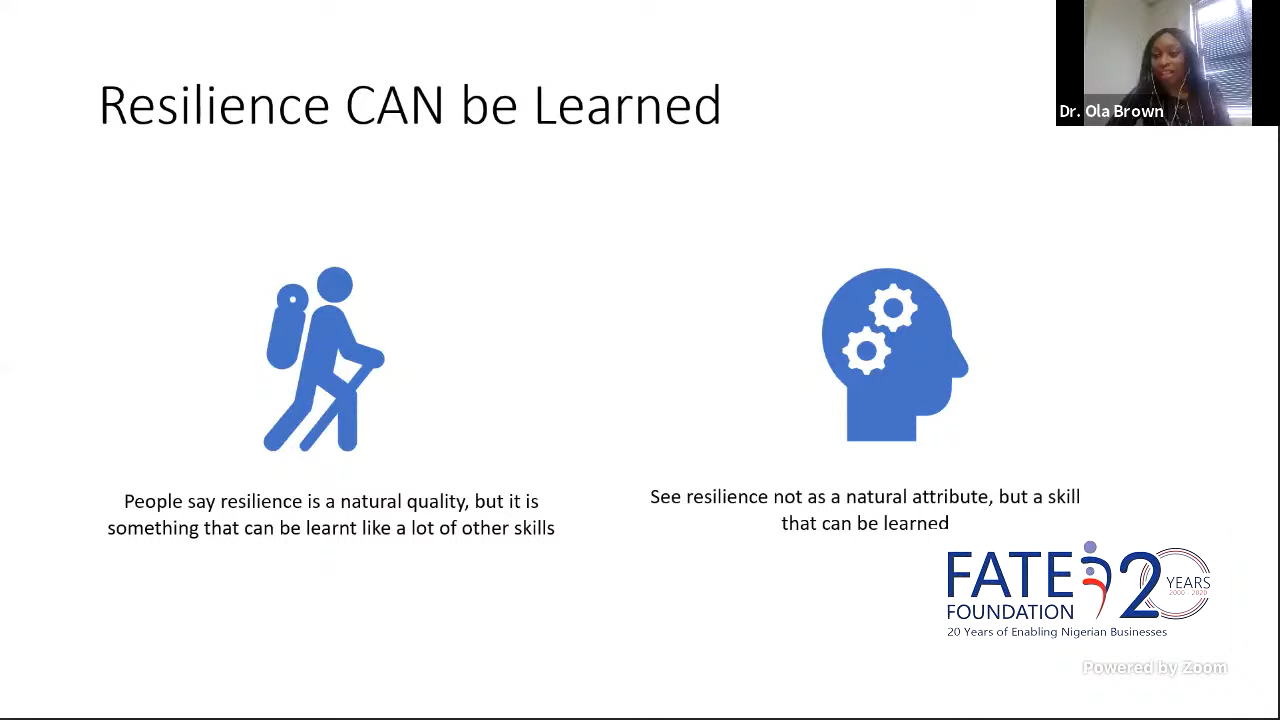 Resilience CAN be Learned
Dr. Ola Brown
People say resilience is a natural quality, but it is
something that can be learnt like a lot of other skills
See resilience not as a natural attribute, but a skill
that can be learned
FATE 20 YEARS
2000 - 2020
FOUNDATION
20 Years of Enabling Nigerian Businesses
Powered by Zoom